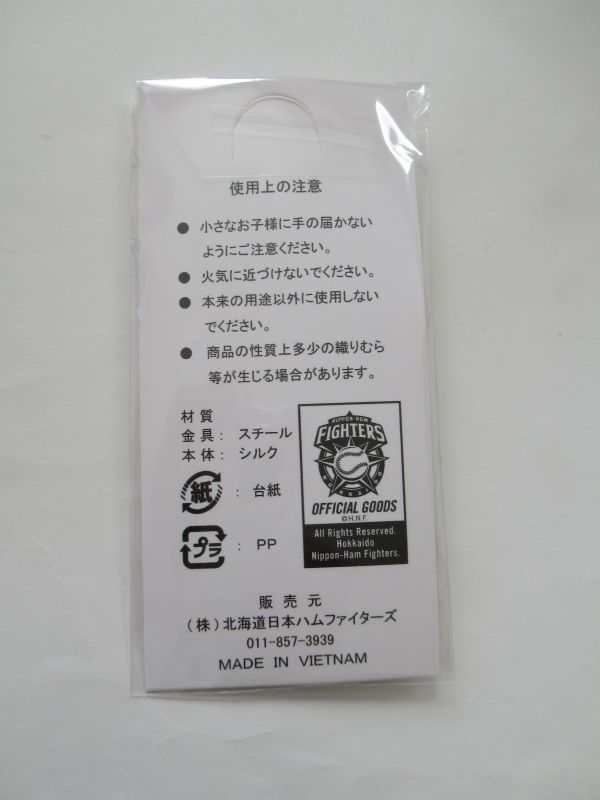 使用上の注意
● 小さなお子様に手の届かない
ようにご注意ください。
● 火気に近づけないでください。
● 本来の用途以外に使用しない
でください。
● 商品の性質上多少の織りむら
等が生じる場合があります。
材質
金具: スチール
本体: シルク
紙 : 台紙
プラ : PP
NIPPON-HAM
FIGHTERS
HOKKAIDO
OFFICIAL GOODS
©H.N.F.
All Rights Reserved.
Hokkaido
Nippon-Ham Fighters.
販売元
(株)北海道日本ハムファイターズ
011-857-3939
MADE IN VIETNAM